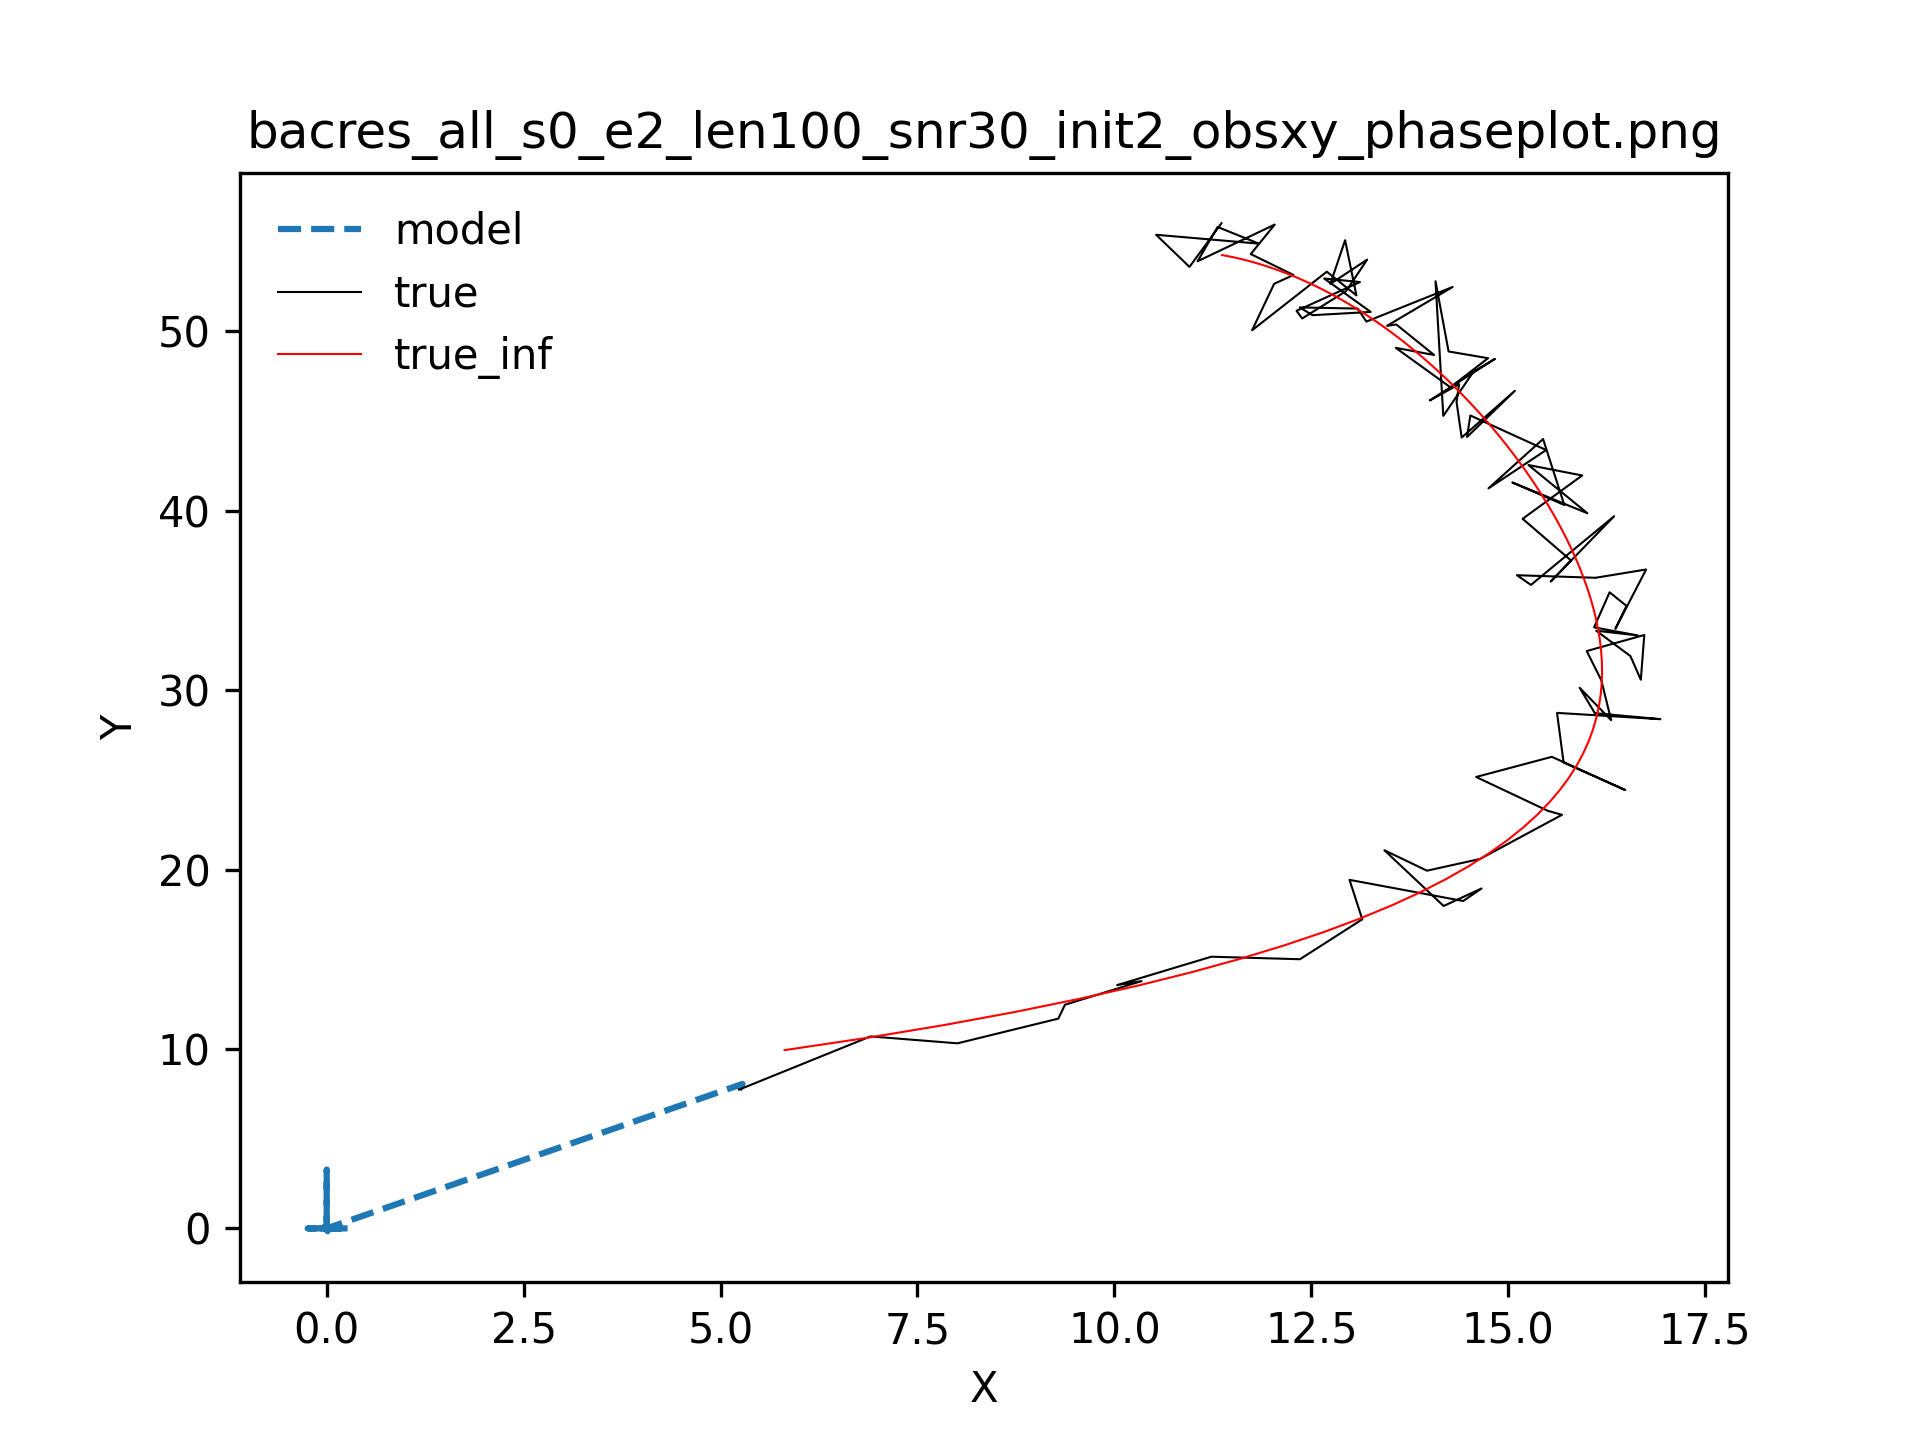 bacres_all_s0_e2_len100_snr30_init2_obsxy_phaseplot.png
model
true
true_inf
50
40
30
20
10
0
Y
0.0 2.5 5.0 7.5 10.0 12.5 15.0 17.5
X